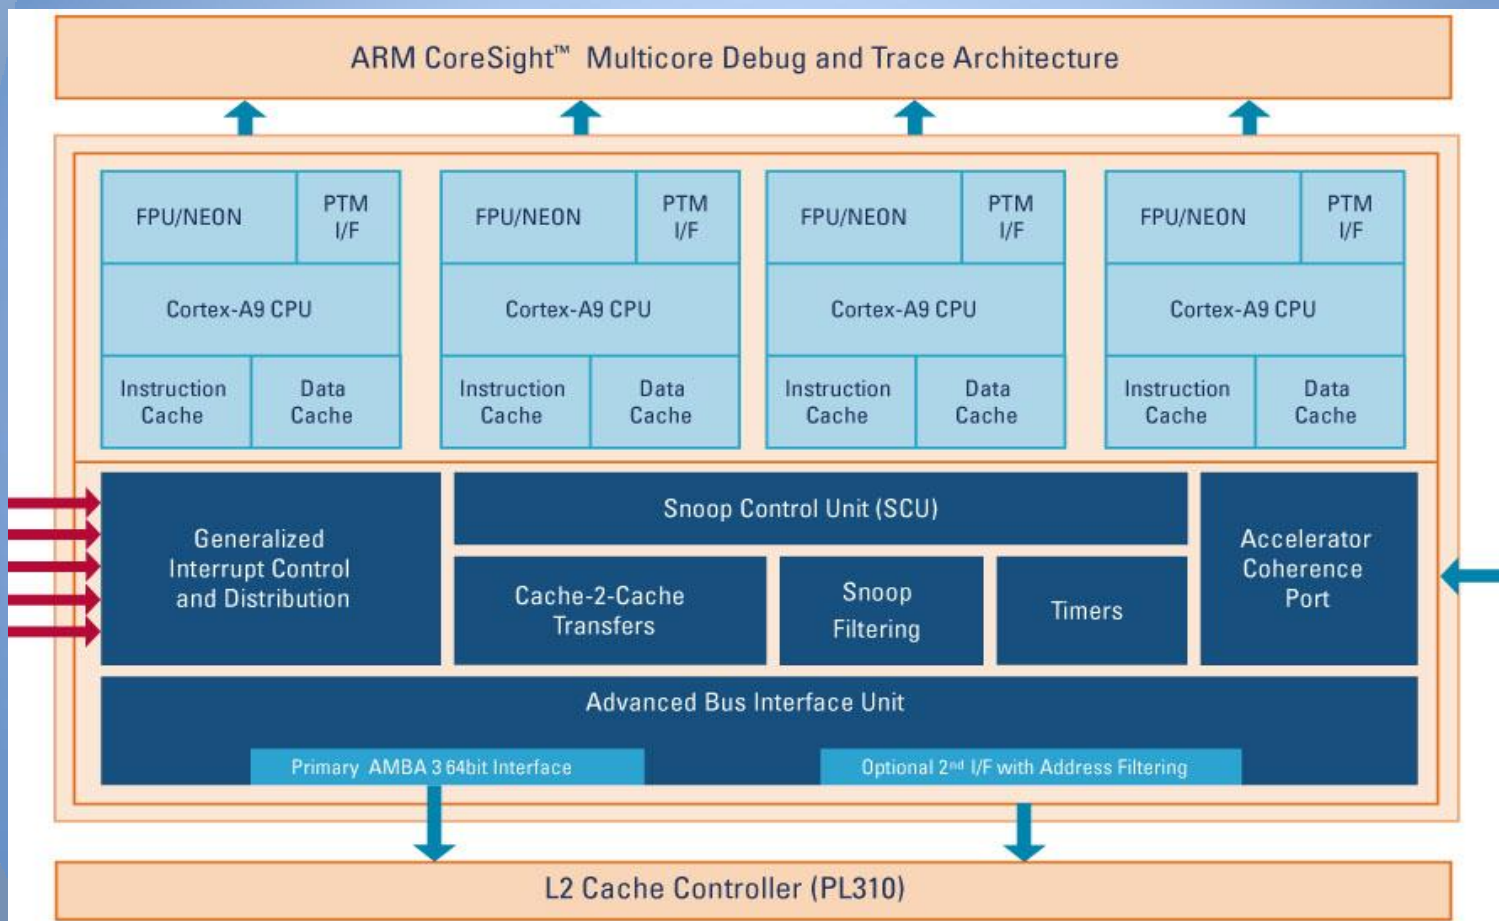 ARM CoreSight™ Multicore Debug and Trace Architecture
FPU/NEON
PTM
I/F
Cortex-A9 CPU
Instruction
Cache
Data
Cache
FPU/NEON
PTM
I/F
Cortex-A9 CPU
Instruction
Cache
Data
Cache
FPU/NEON
PTM
I/F
Cortex-A9 CPU
Instruction
Cache
Data
Cache
FPU/NEON
PTM
I/F
Cortex-A9 CPU
Instruction
Cache
Data
Cache
Generalized
Interrupt Control
and Distribution
Snoop Control Unit (SCU)
Cache-2-Cache
Transfers
Snoop
Filtering
Timers
Accelerator
Coherence
Port
Advanced Bus Interface Unit
Primary AMBA 3 64bit Interface
Optional 2nd I/F with Address Filtering
L2 Cache Controller (PL310)